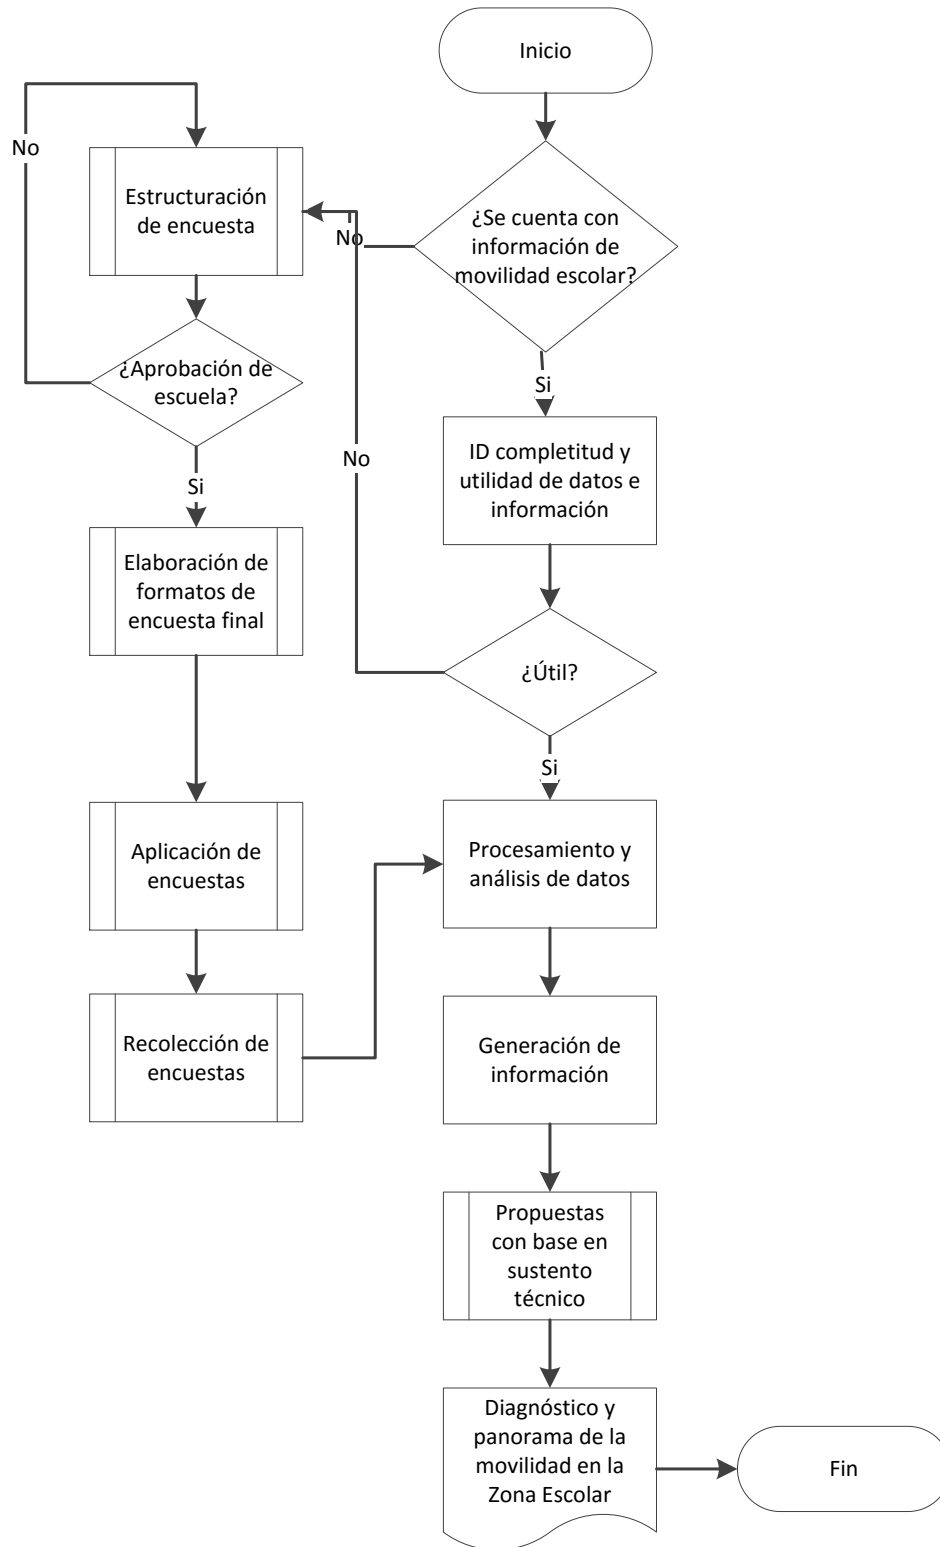 Inicio
¿Se cuenta con
información de
movilidad escolar?
No
Si
No
Estructuración
de encuesta
¿Aprobación de
escuela?
Si
Elaboración de
formatos de
encuesta final
Aplicación de
encuestas
Recolección de
encuestas
ID completitud y
utilidad de datos e
información
No
¿Útil?
Si
Procesamiento y
análisis de datos
Generación de
información
Propuestas
con base en
sustento
técnico
Diagnóstico y
panorama de la
movilidad en la
Zona Escolar
Fin